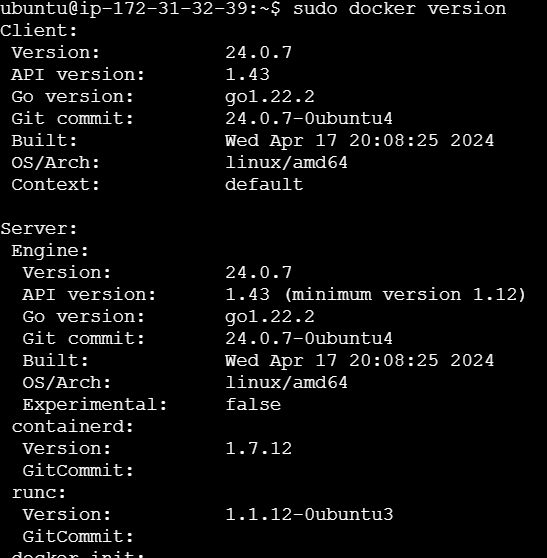 ubuntu@ip-172-31-32-39:~$ sudo docker version
Client:
 Version:           24.0.7
 API version:       1.43
 Go version:        go1.22.2
 Git commit:        24.0.7-0ubuntu4
 Built:             Wed Apr 17 20:08:25 2024
 OS/Arch:           linux/amd64
 Context:           default

Server:
 Engine:
  Version:          24.0.7
  API version:      1.43 (minimum version 1.12)
  Go version:       go1.22.2
  Git commit:       24.0.7-0ubuntu4
  Built:            Wed Apr 17 20:08:25 2024
  OS/Arch:          linux/amd64
  Experimental:     false
 containerd:
  Version:          1.7.12
  GitCommit:
 runc:
  Version:          1.1.12-0ubuntu3
  GitCommit:
 docker-init: